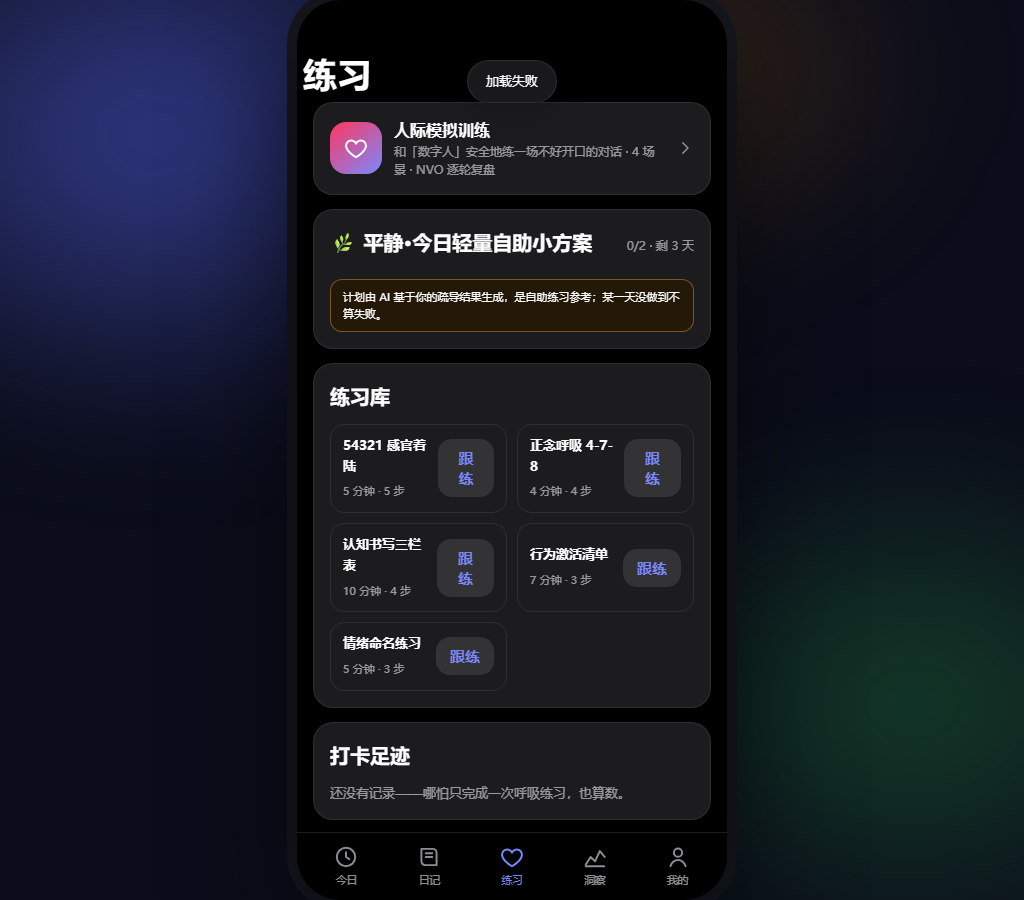 练习
加载失败
人际模拟训练
和「数字人」安全地练一场不好开口的对话 · 4 场
景 · NVO 逐轮复盘
平静·今日轻量自助小方案
0/2 · 剩 3 天
计划由 AI 基于你的疏导结果生成，是自助练习参考；某一天没做到不
算失败。
练习库
54321 感官着
陆
5 分钟 · 5 步
跟
练
正念呼吸 4-7-
8
4 分钟 · 4 步
跟
练
认知书写三栏
表
10 分钟 · 4 步
跟
练
行为激活清单
7 分钟 · 3 步
跟练
情绪命名练习
5 分钟 · 3 步
跟练
打卡足迹
还没有记录——哪怕只完成一次呼吸练习，也算数。
今日
日记
练习
洞察
我的